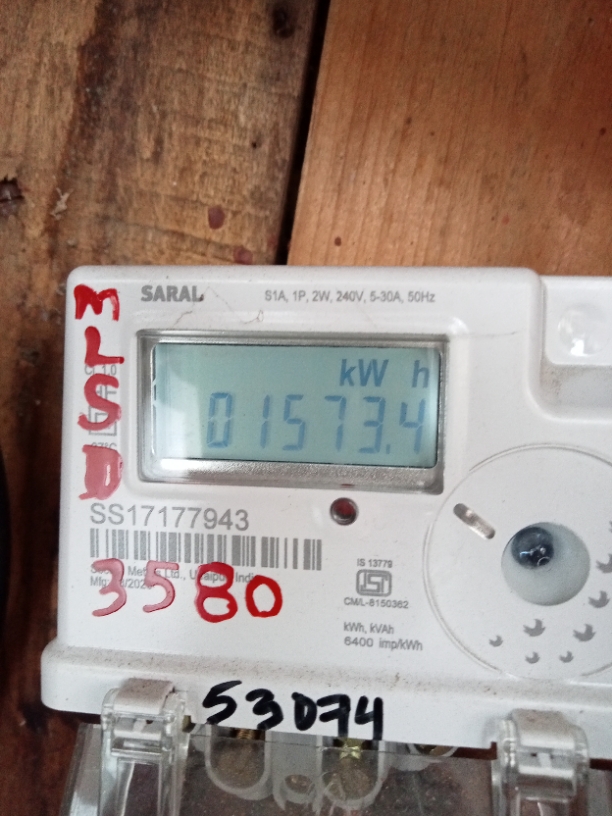 SARAL
S1A, 1P, 2W, 240V, 5-30A, 50Hz
MLSD
kW h
01573.4
SS17177943
IS 13779
3580
CM/L-8150362
kWh, kVAh
6400 imp/kWh
53074